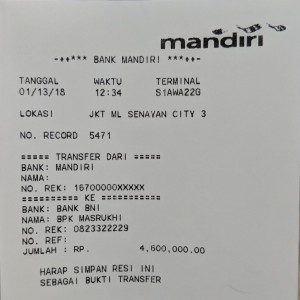 mandiri
-++*** BANK MANDIRI ***++-
TANGGAL WAKTU TERMINAL
01/13/18 12:34 S1AWA22G
LOKASI JKT ML SENAYAN CITY 3
NO. RECORD 5471
===== TRANSFER DARI =====
BANK: MANDIRI
NAMA:
NO. REK: 16700000XXXXX
========== KE ==========
BANK: BANK BNI
NAMA: BPK MASRUKHI
NO. REK: 0823322229
NO. REF:
JUMLAH : RP. 4,600,000.00
HARAP SIMPAN RESI INI
SEBAGAI BUKTI TRANSFER